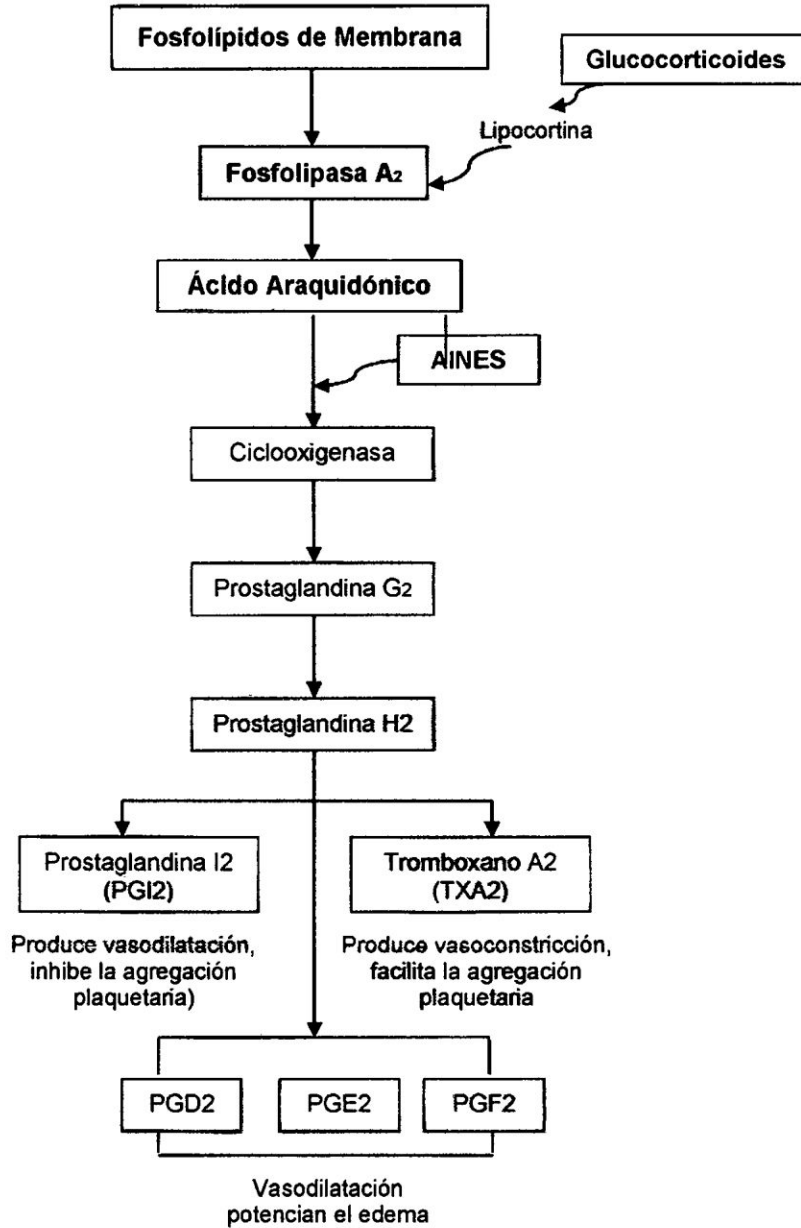 Fosfolípidos de Membrana
Glucocorticoides
Lipocortina
Fosfolipasa A2
Ácido Araquidónico
AINES
Ciclooxigenasa
Prostaglandina G2
Prostaglandina H2
Prostaglandina I2
(PGI2)
Tromboxano A2
(TXA2)
Produce vasodilatación,
inhibe la agregación
plaquetaria)
Produce vasoconstricción,
facilita la agregación
plaquetaria
PGD2
PGE2
PGF2
Vasodilatación
potencian el edema